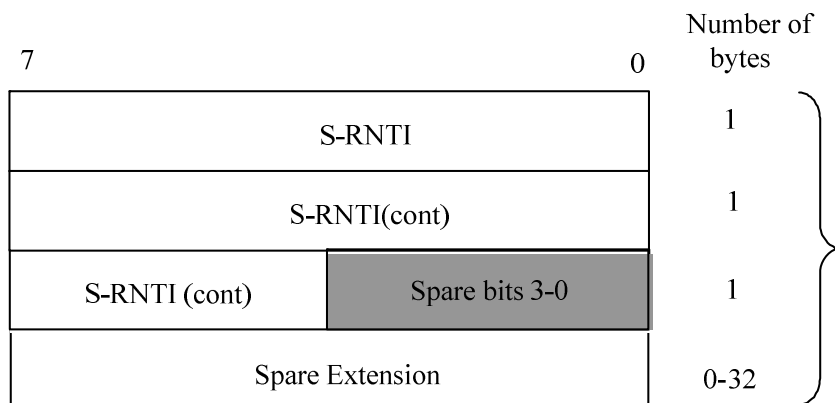 Number of
bytes
7
0
S-RNTI
1
S-RNTI(cont)
1
S-RNTI (cont)
Spare bits 3-0
1
Spare Extension
0-32